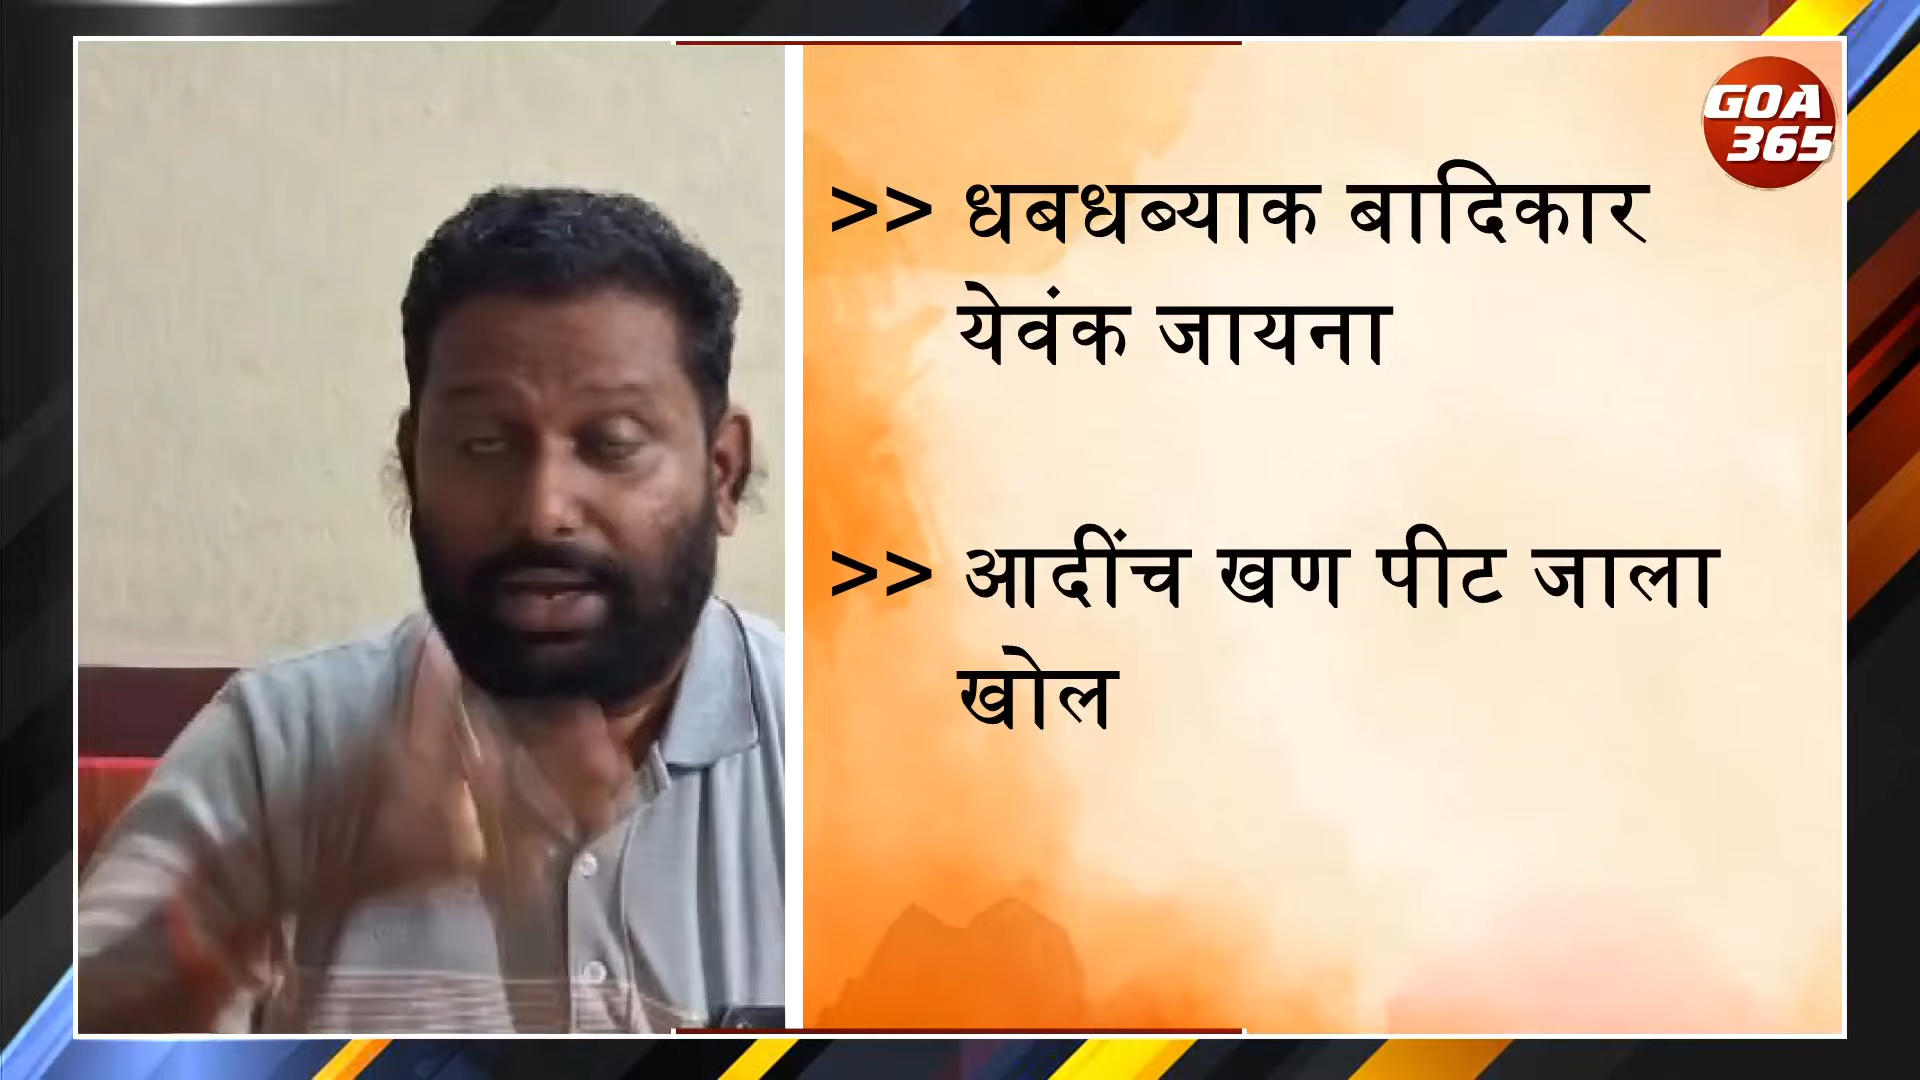 GOA
365
>> धबधब्याक बादिकार
येवंक जायना
>> आदींच खण पीट जाला
खोल